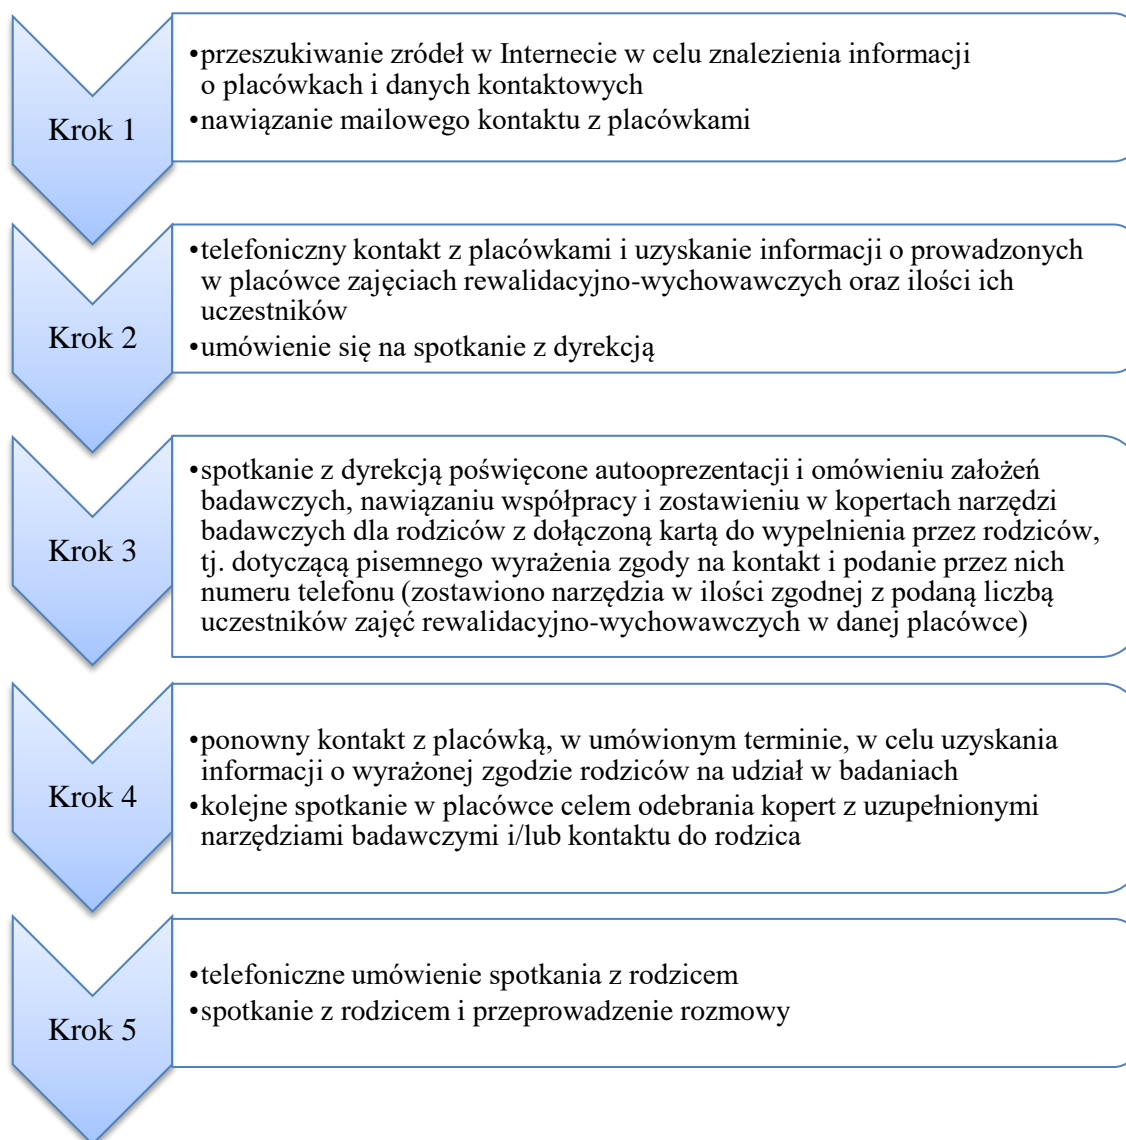 Krok 1
•przeszukiwanie zródeł w Internecie w celu znalezienia informacji
o placówkach i danych kontaktowych
•nawiązanie mailowego kontaktu z placówkami
Krok 2
•telefoniczny kontakt z placówkami i uzyskanie informacji o prowadzonych
w placówce zajęciach rewalidacyjno-wychowawczych oraz ilości ich
uczestników
•umówienie się na spotkanie z dyrekcją
Krok 3
•spotkanie z dyrekcją poświęcone autooprezentacji i omówieniu założeń
badawczych, nawiązaniu współpracy i zostawieniu w kopertach narzędzi
badawczych dla rodziców z dołączoną kartą do wypelnienia przez rodziców,
tj. dotyczącą pisemnego wyrażenia zgody na kontakt i podanie przez nich
numeru telefonu (zostawiono narzędzia w ilości zgodnej z podaną liczbą
uczestników zajęć rewalidacyjno-wychowawczych w danej placówce)
Krok 4
•ponowny kontakt z placówką, w umówionym terminie, w celu uzyskania
informacji o wyrażonej zgodzie rodziców na udział w badaniach
•kolejne spotkanie w placówce celem odebrania kopert z uzupełnionymi
narzędziami badawczymi i/lub kontaktu do rodzica
Krok 5
•telefoniczne umówienie spotkania z rodzicem
•spotkanie z rodzicem i przeprowadzenie rozmowy